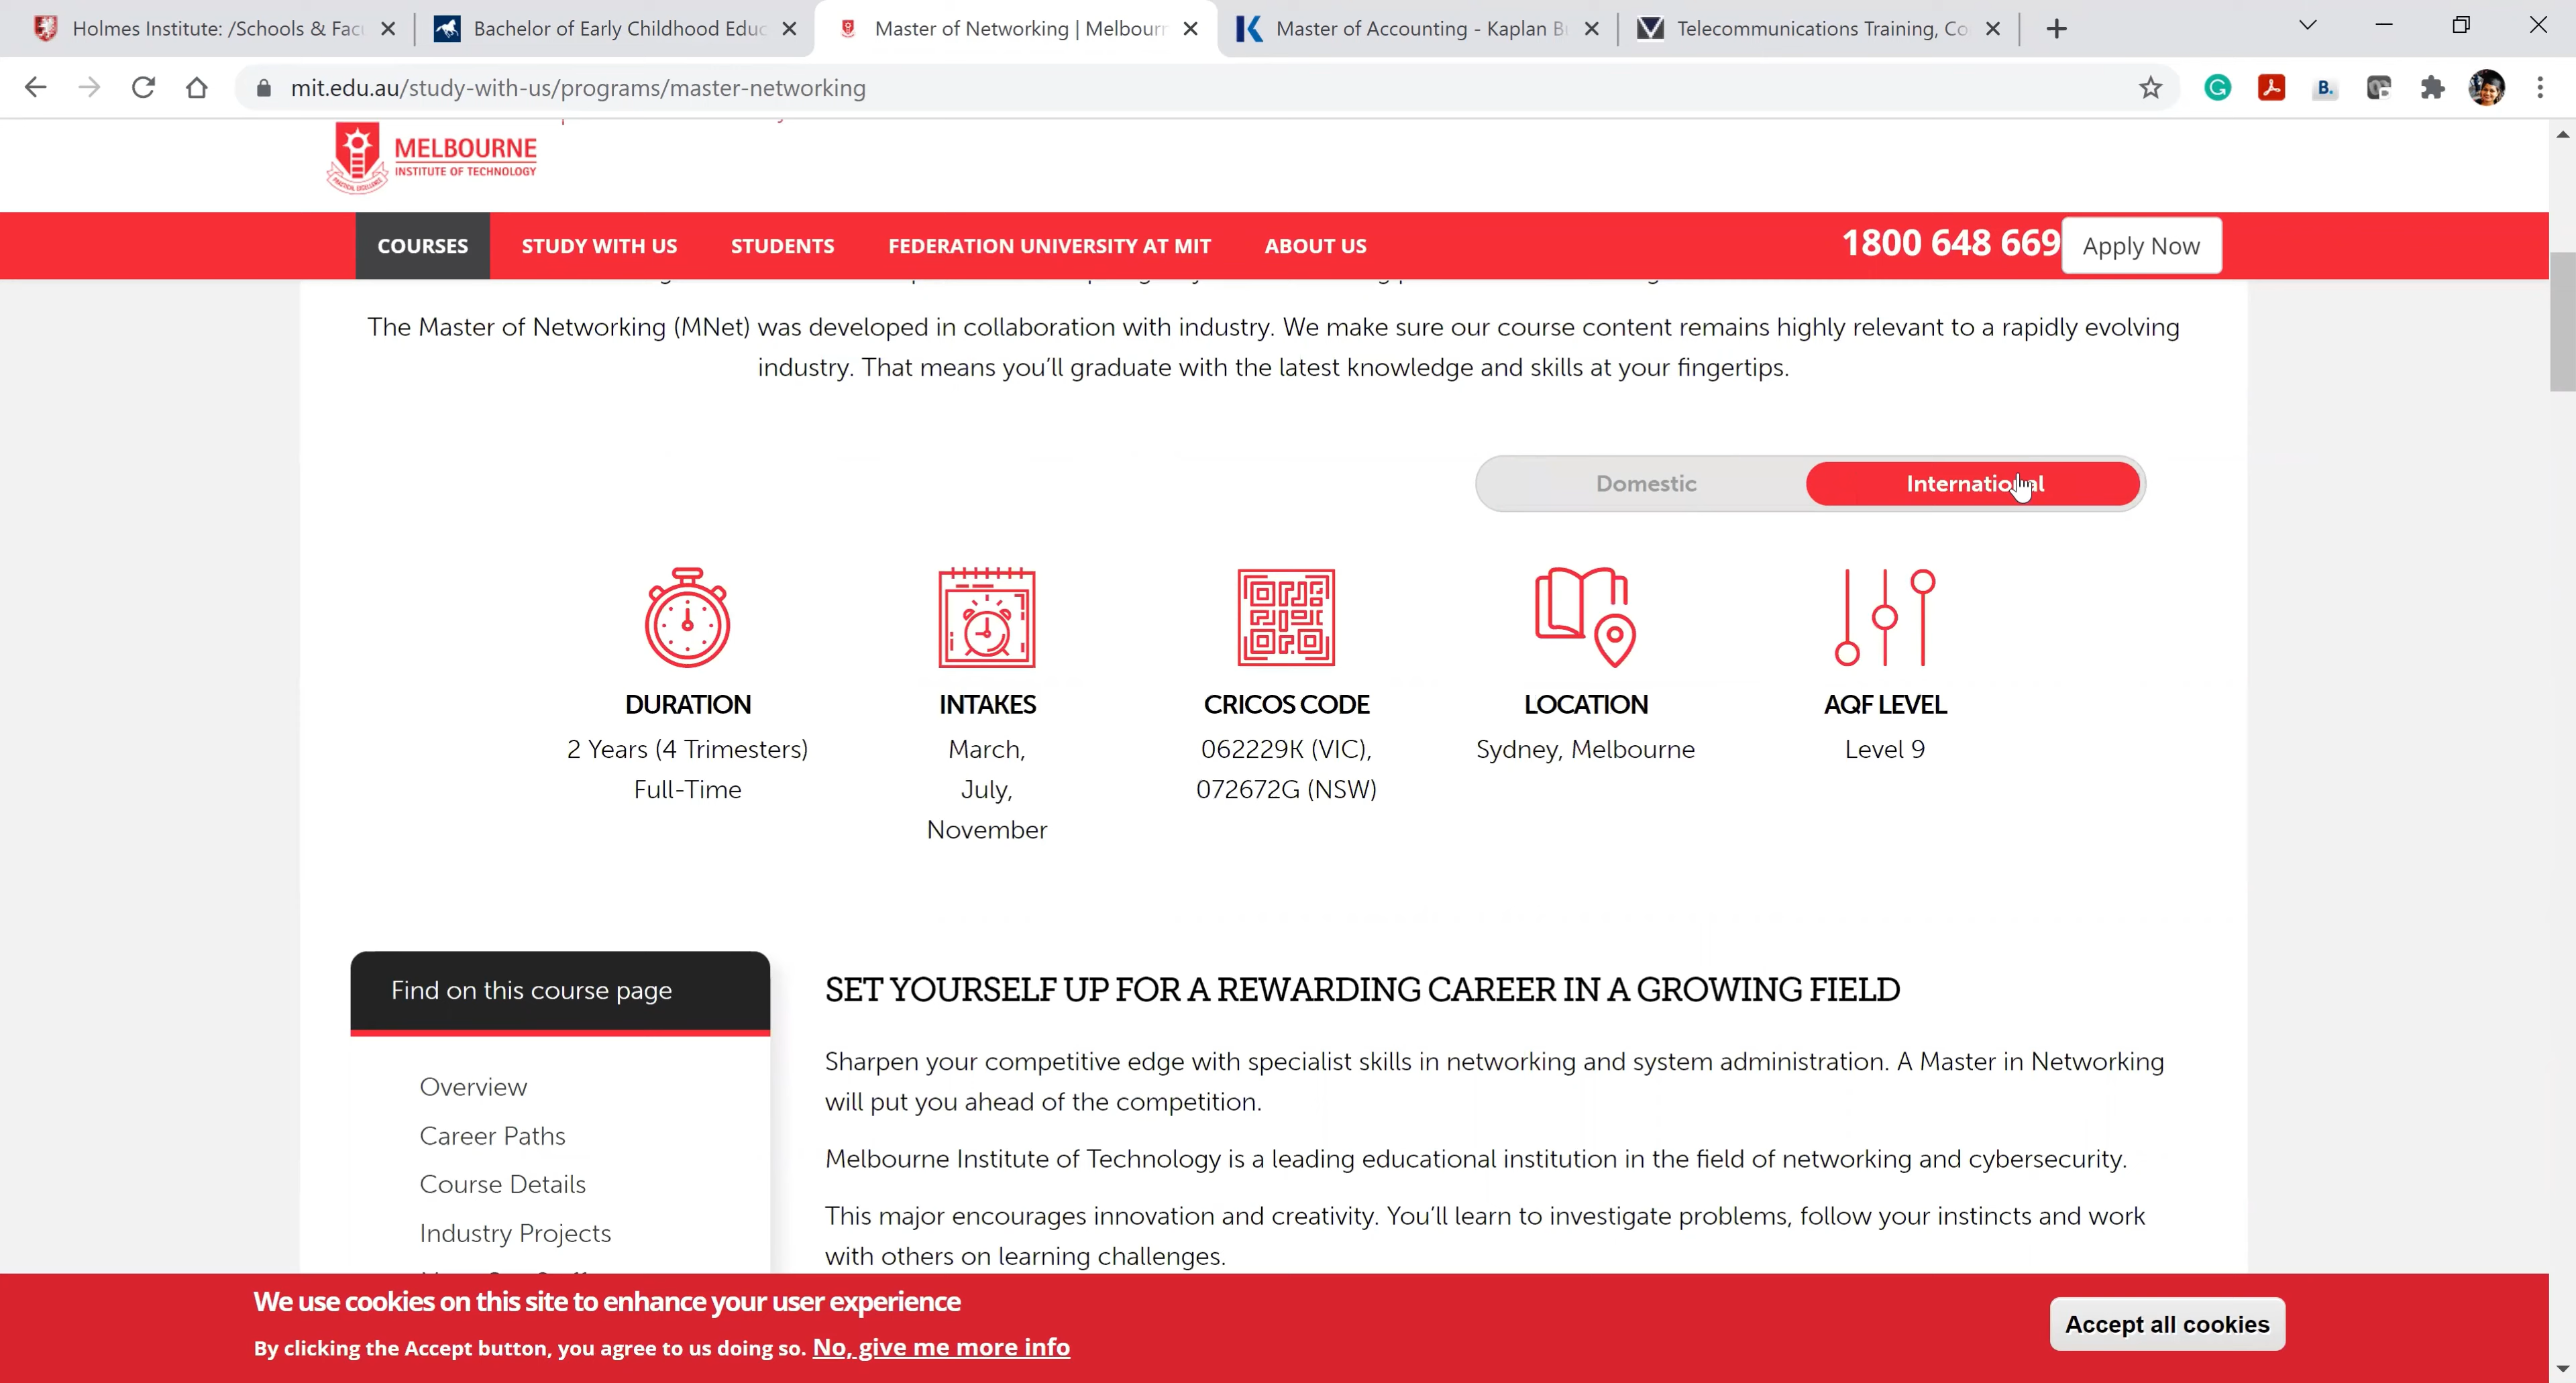 Holmes Institute: /Schools & Facu
Bachelor of Early Childhood Educ
Master of Networking | Melbourn
Master of Accounting - Kaplan Bu
Telecommunications Training, Co
mit.edu.au/study-with-us/programs/master-networking
MELBOURNE
INSTITUTE OF TECHNOLOGY
PRACTICAL EXCELLENCE
COURSES
STUDY WITH US
STUDENTS
FEDERATION UNIVERSITY AT MIT
ABOUT US
1800 648 669
Apply Now
The Master of Networking (MNet) was developed in collaboration with industry. We make sure our course content remains highly relevant to a rapidly evolving
industry. That means you’ll graduate with the latest knowledge and skills at your fingertips.
Domestic
International
DURATION
2 Years (4 Trimesters)
Full-Time
INTAKES
March,
July,
November
CRICOS CODE
062229K (VIC),
072672G (NSW)
LOCATION
Sydney, Melbourne
AQF LEVEL
Level 9
Find on this course page
Overview
Career Paths
Course Details
Industry Projects
SET YOURSELF UP FOR A REWARDING CAREER IN A GROWING FIELD
Sharpen your competitive edge with specialist skills in networking and system administration. A Master in Networking
will put you ahead of the competition.
Melbourne Institute of Technology is a leading educational institution in the field of networking and cybersecurity.
This major encourages innovation and creativity. You’ll learn to investigate problems, follow your instincts and work
with others on learning challenges.
We use cookies on this site to enhance your user experience
By clicking the Accept button, you agree to us doing so. No, give me more info
Accept all cookies